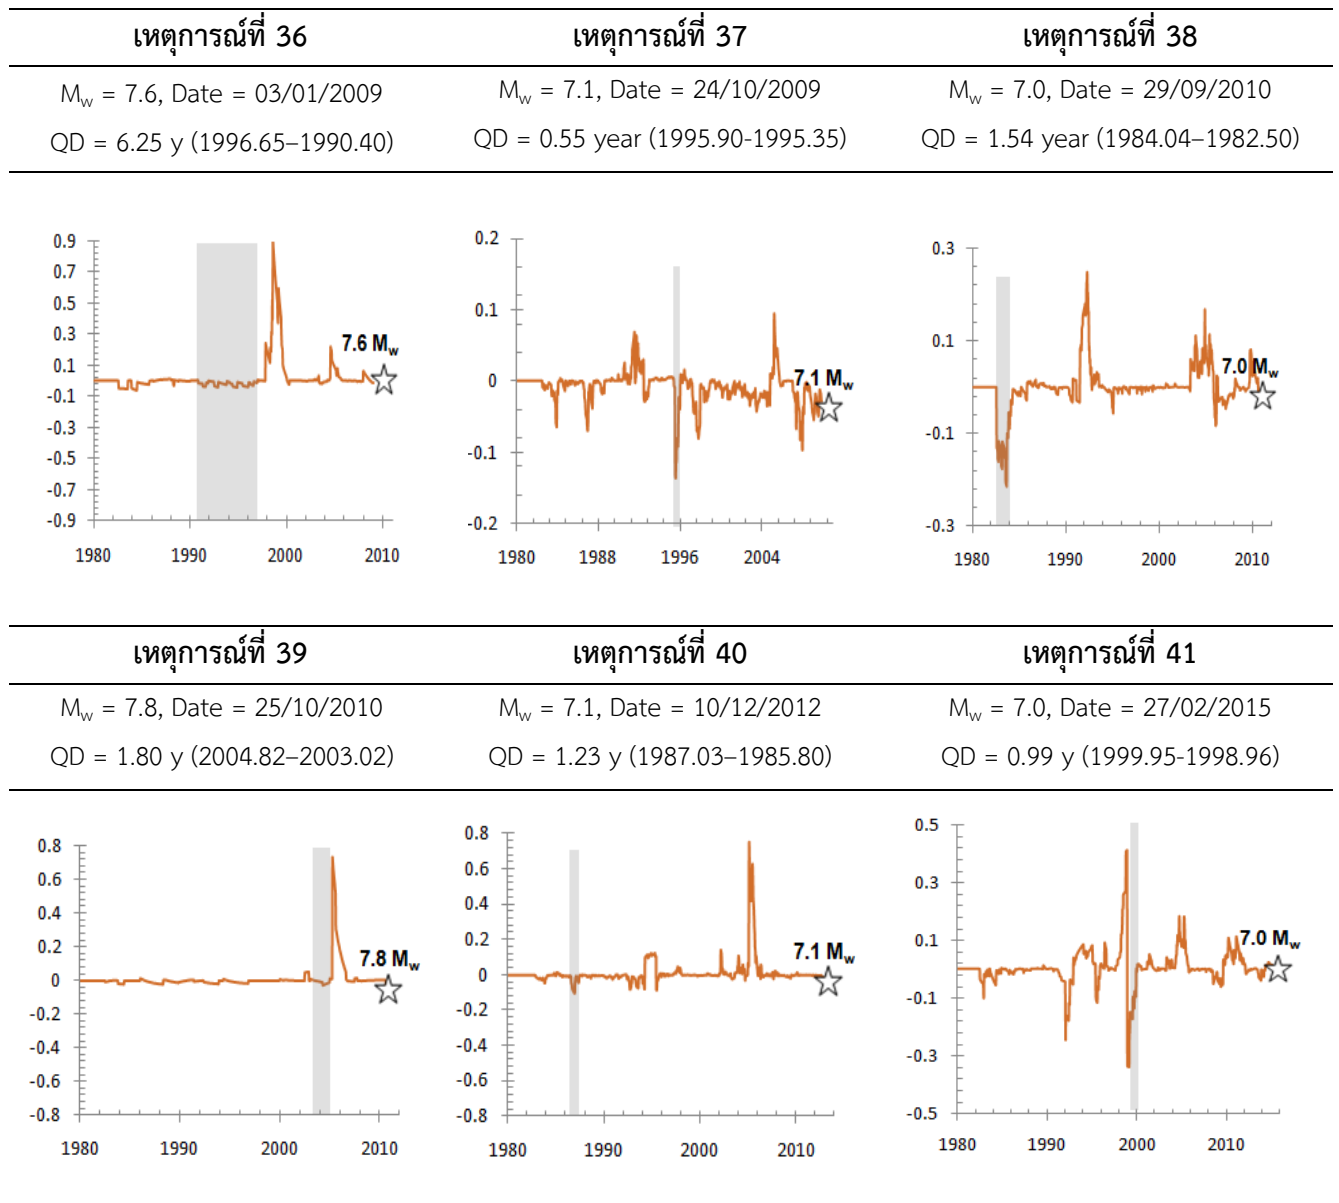 เหตุการณ์ที่ 36 เหตุการณ์ที่ 37 เหตุการณ์ที่ 38
Mw = 7.6, Date = 03/01/2009 Mw = 7.1, Date = 24/10/2009 Mw = 7.0, Date = 29/09/2010
QD = 6.25 y (1996.65–1990.40) QD = 0.55 year (1995.90-1995.35) QD = 1.54 year (1984.04–1982.50)
0.9
0.7
0.5
0.3
0.1
-0.1
-0.3
-0.5
-0.7
-0.9
7.6 Mw
1980 1990 2000 2010
0.2
0.1
0
-0.1
-0.2
7.1 Mw
1980 1988 1996 2004
0.3
0.1
-0.1
-0.3
7.0 Mw
1980 1990 2000 2010
เหตุการณ์ที่ 39 เหตุการณ์ที่ 40 เหตุการณ์ที่ 41
Mw = 7.8, Date = 25/10/2010 Mw = 7.1, Date = 10/12/2012 Mw = 7.0, Date = 27/02/2015
QD = 1.80 y (2004.82–2003.02) QD = 1.23 y (1987.03–1985.80) QD = 0.99 y (1999.95-1998.96)
0.8
0.6
0.4
0.2
0
-0.2
-0.4
-0.6
-0.8
7.8 Mw
1980 1990 2000 2010
0.8
0.6
0.4
0.2
0
-0.2
-0.4
-0.6
-0.8
7.1 Mw
1980 1990 2000 2010
0.5
0.3
0.1
-0.1
-0.3
-0.5
7.0 Mw
1980 1990 2000 2010